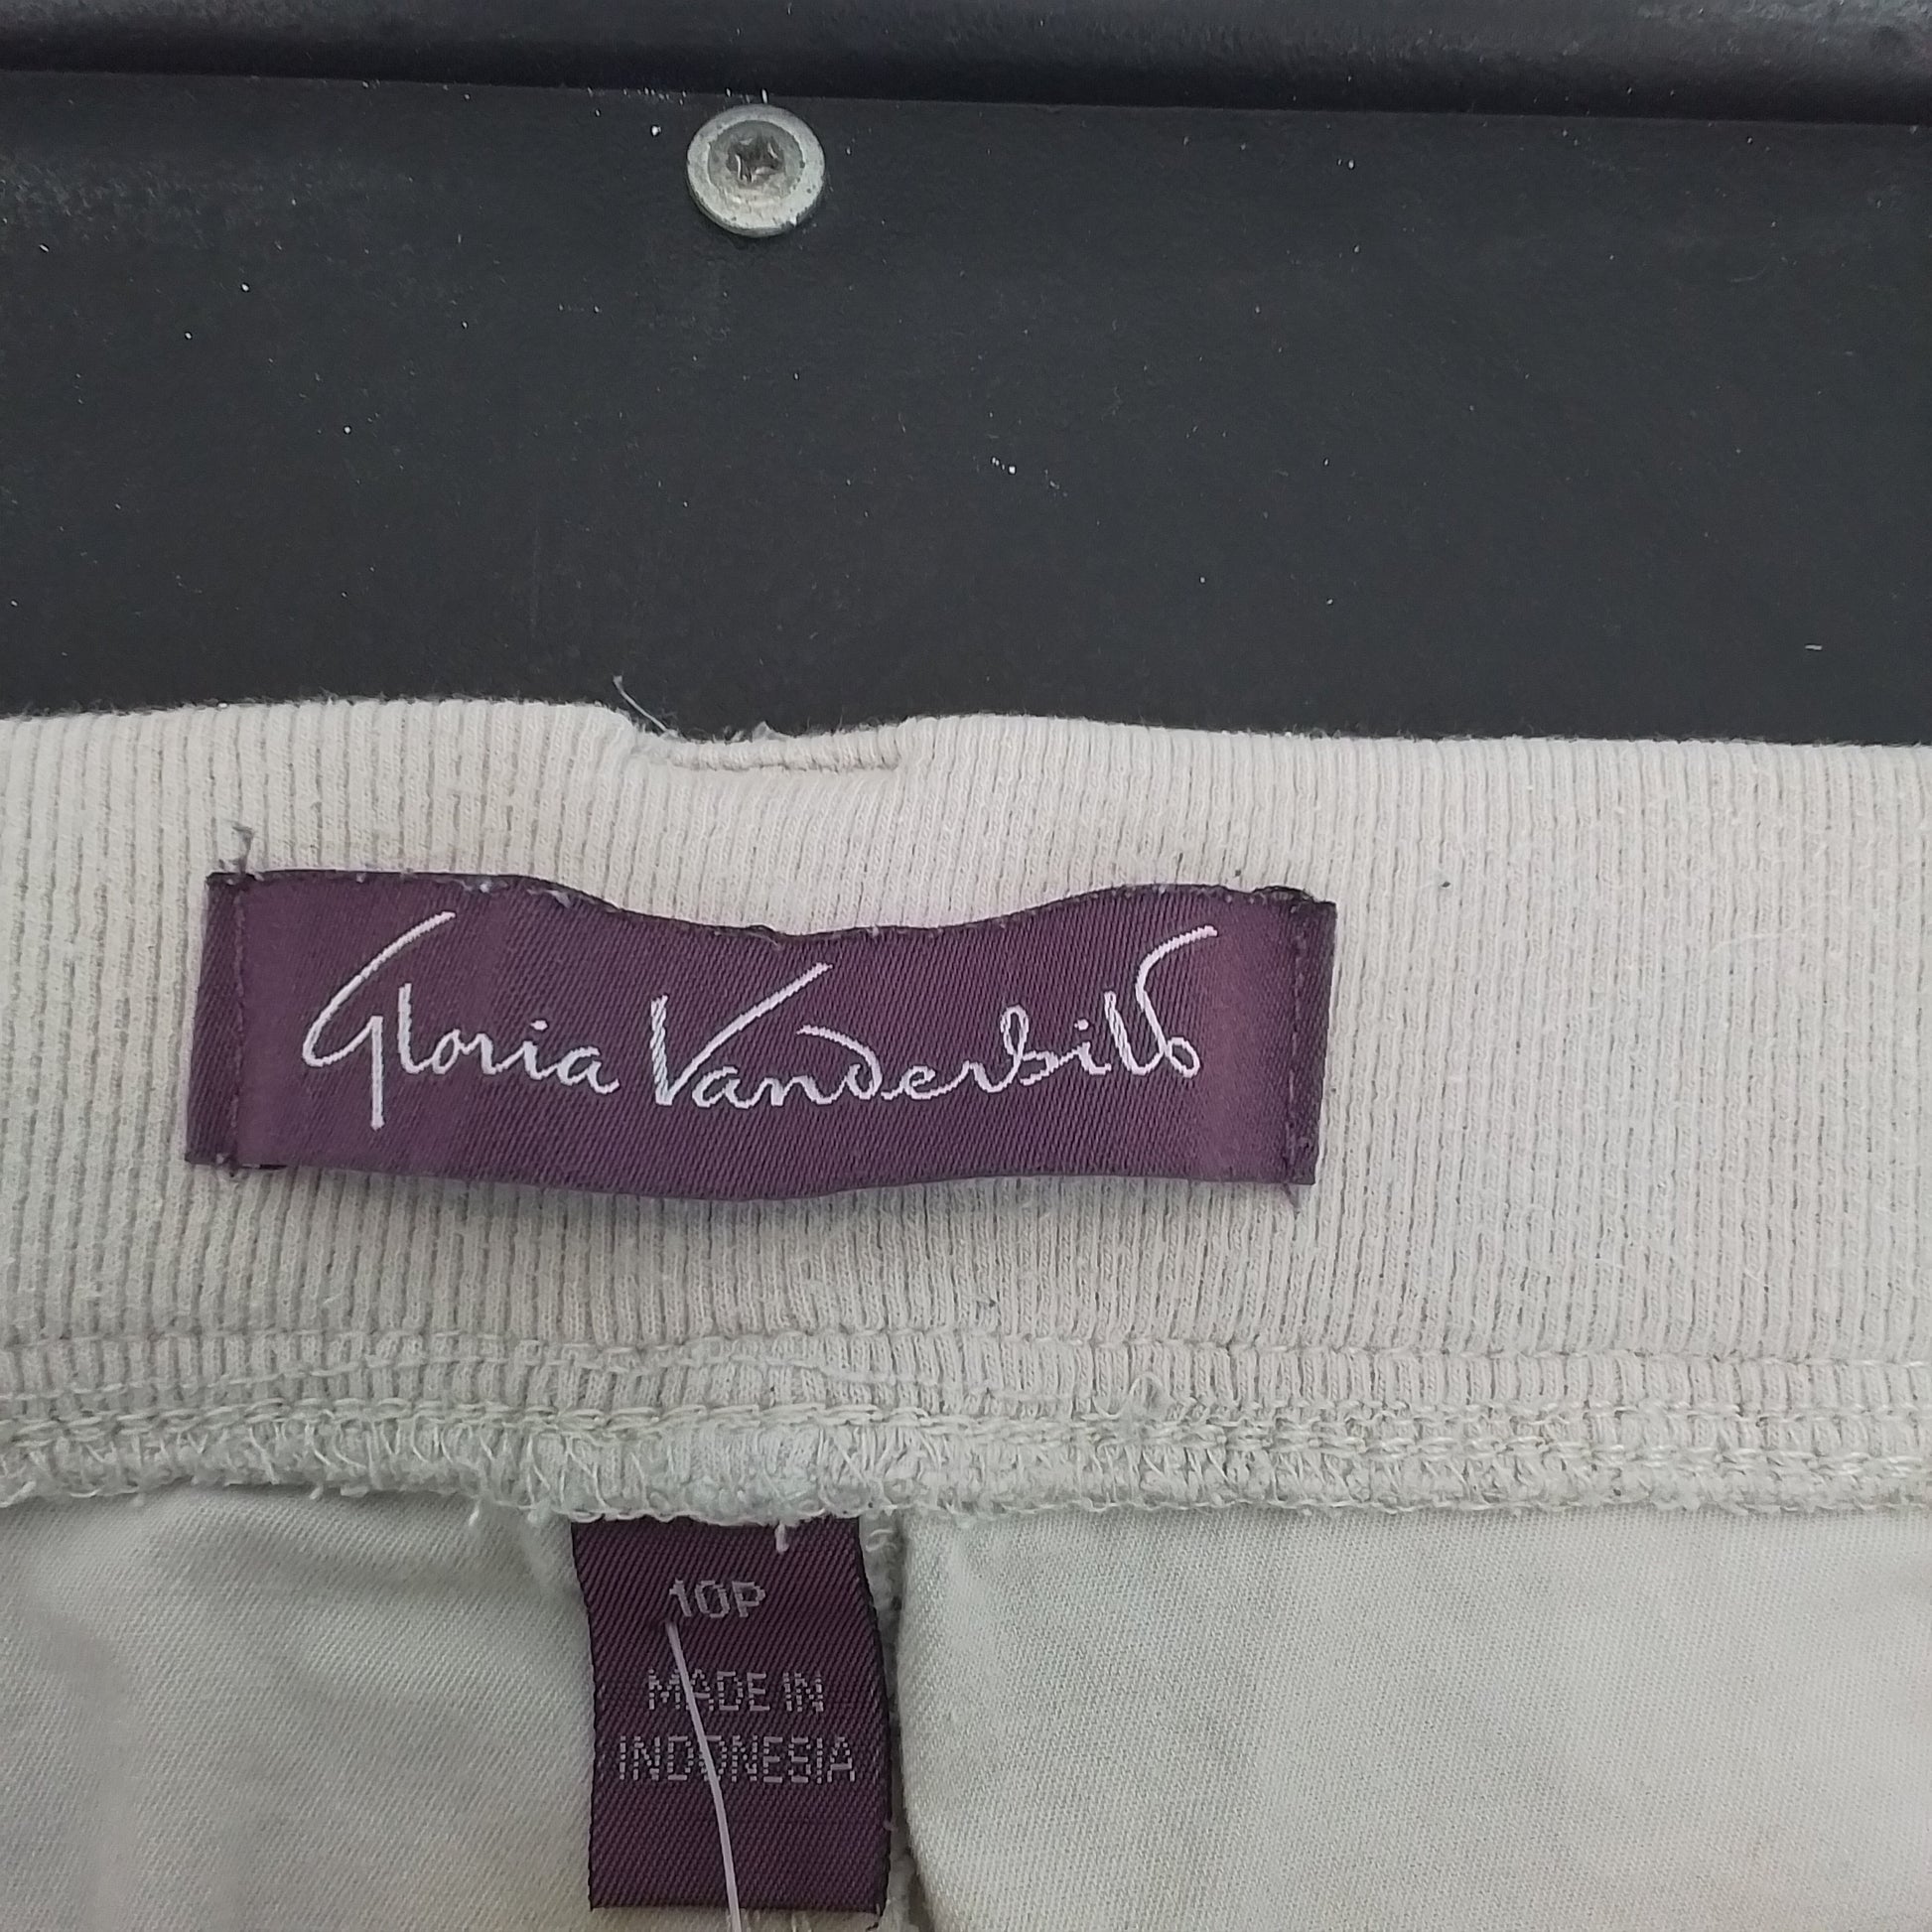 Gloria Vanderbilt
10P
MADE IN
INDONESIA